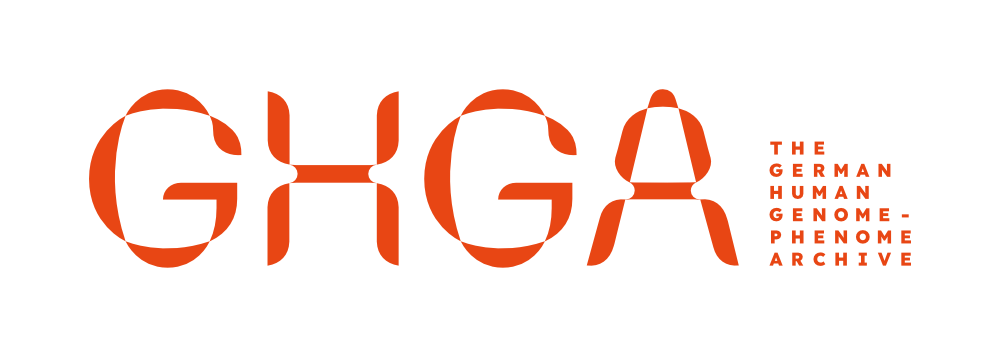 GHGA
THE
GERMAN
HUMAN
GENOME-
PHENOME
ARCHIVE